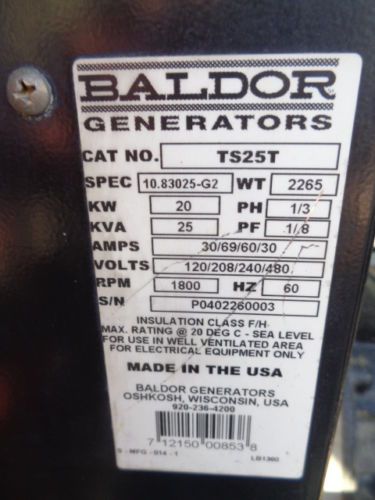 BALDOR
GENERATORS
CAT NO. TS25T
SPEC 10.83025-G2 WT 2265
KW 20 PH 1/3
KVA 25 PF 1/.8
AMPS 30/69/60/30
VOLTS 120/208/240/480
RPM 1800 HZ 60
S/N P0402260003
INSULATION CLASS F/H
MAX. RATING @ 20 DEG C - SEA LEVEL
FOR USE IN WELL VENTILATED AREA
FOR ELECTRICAL EQUIPMENT ONLY
MADE IN THE USA
BALDOR GENERATORS
OSHKOSH, WISCONSIN, USA
920-236-4200
7 12150 00853 8
S-MFG-014-1 LB1360